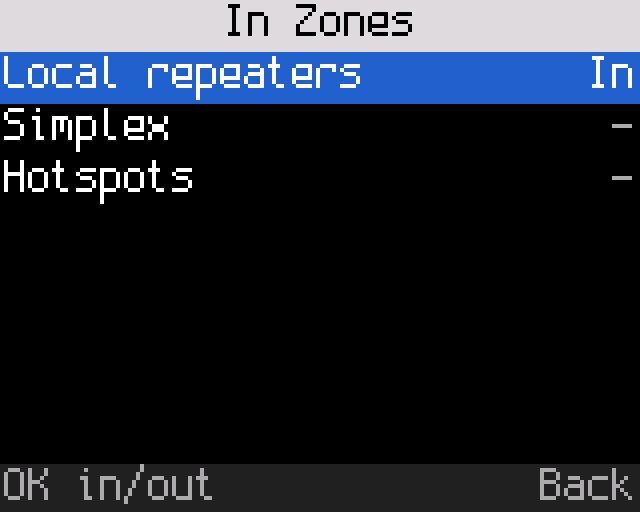 In Zones
Local repeaters In
Simplex -
Hotspots -
OK in/out Back